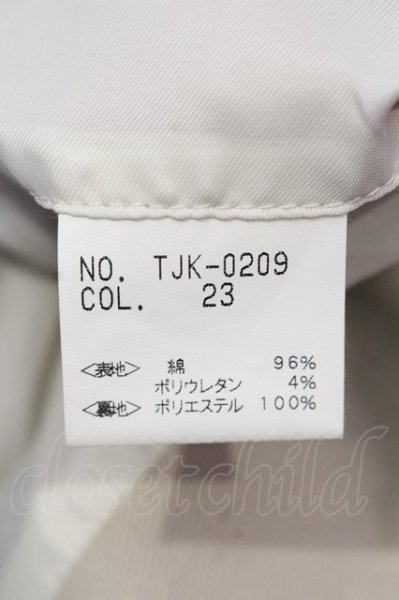 NO. TJK-0209
COL. 23
<表地> 綿 96%
ポリウレタン 4%
<裏地> ポリエステル 100%
closetchild